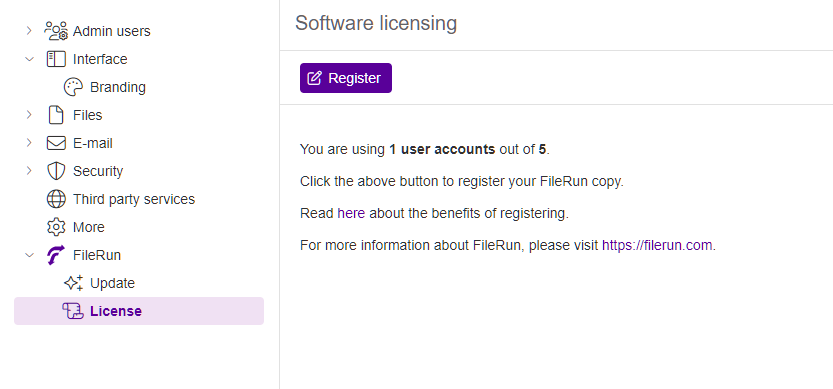 Admin users
Interface
Branding
Files
E-mail
Security
Third party services
More
FileRun
Update
License
Software licensing
Register
You are using 1 user accounts out of 5.
Click the above button to register your FileRun copy.
Read here about the benefits of registering.
For more information about FileRun, please visit https://filerun.com.